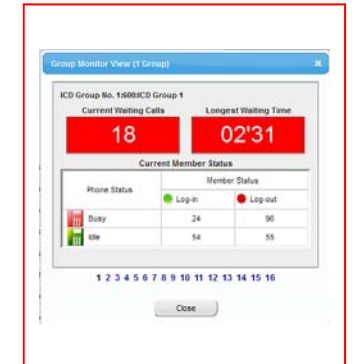 Group Monitor View (1 Group)
ICD Group No. 1:600:ICD Group 1
Current Waiting Calls Longest Waiting Time
18 02'31
Current Member Status
Phone Status Member Status
Log-in Log-out
Busy 24 96
Idle 54 55
1 2 3 4 5 6 7 8 9 10 11 12 13 14 15 16
Close